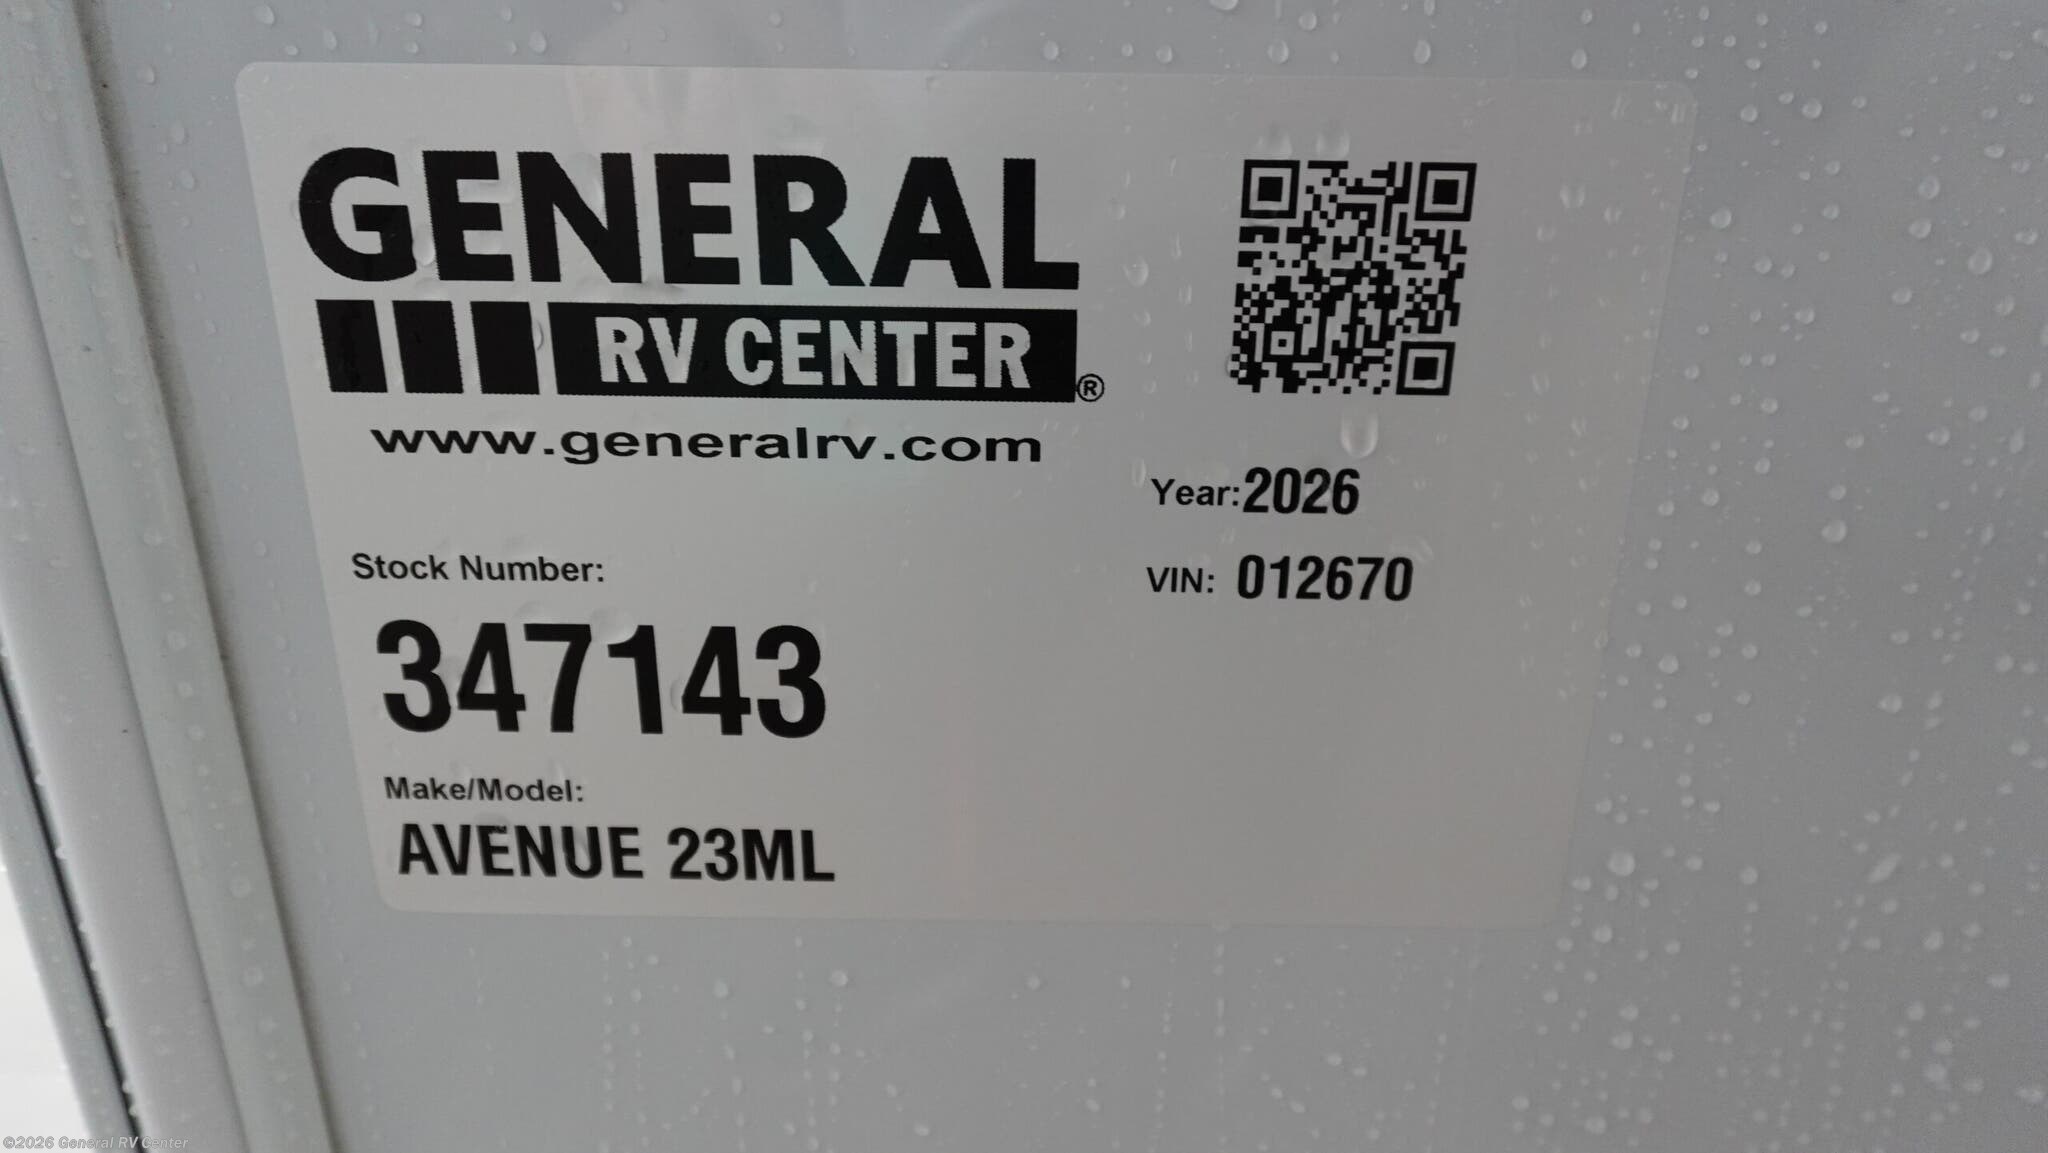 GENERAL
RV CENTER®
www.generalrv.com
Year:2026
VIN: 012670
Stock Number:
347143
Make/Model:
AVENUE 23ML
©2026 General RV Center